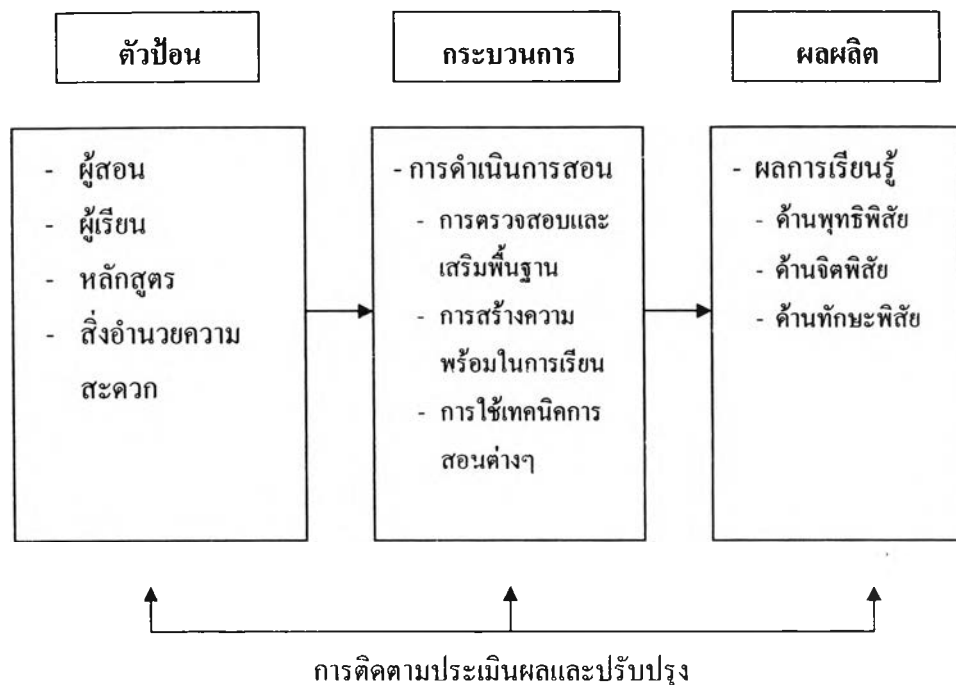 ตัวป้อน
กระบวนการ
ผลผลิต
- ผู้สอน
- ผู้เรียน
- หลักสูตร
- สิ่งอำนวยความ
สะดวก
- การดำเนินการสอน
- การตรวจสอบและ
เสริมพื้นฐาน
- การสร้างความ
พร้อมในการเรียน
- การใช้เทคนิคการ
สอนต่างๆ
- ผลการเรียนรู้
- ด้านพุทธิพิสัย
- ด้านจิตพิสัย
- ด้านทักษะพิสัย
การติดตามประเมินผลและปรับปรุง